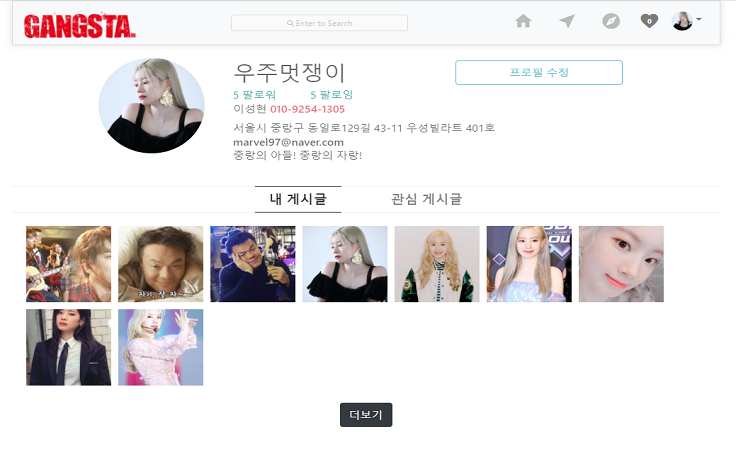 GANGSTA.
Enter to Search
0
우주멋쟁이
프로필 수정
5 팔로워 5 팔로잉
이성현 010-9254-1305
서울시 중랑구 동일로129길 43-11 우성빌라트 401호
marvel97@naver.com
중랑의 아들! 중랑의 자랑!
내 게시글 관심 게시글
더보기